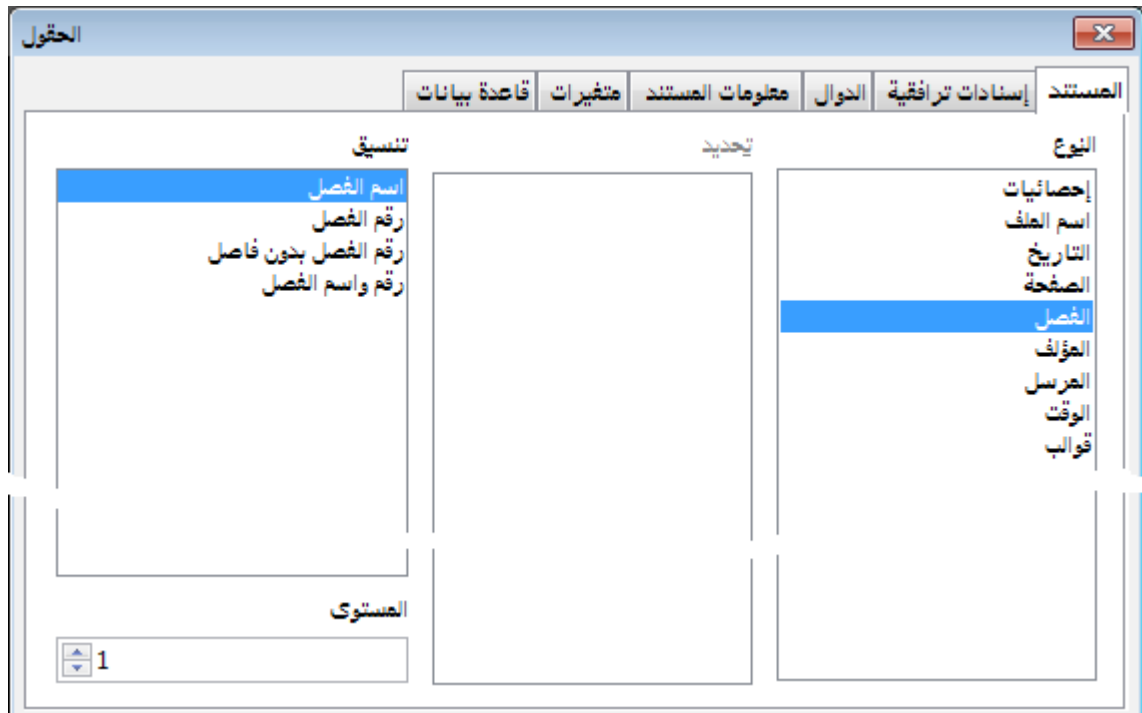 الحقول
المستند إسنادات ترافقية الدوال معلومات المستند متغيرات قاعدة بيانات
النوع
إحصائيات
اسم الملف
التاريخ
الصفحة
الفصل
المؤلف
المرسل
الوقت
قوالب
تحديد
تنسيق
اسم الفصل
رقم الفصل
رقم الفصل بدون فاصل
رقم واسم الفصل
المستوى
1